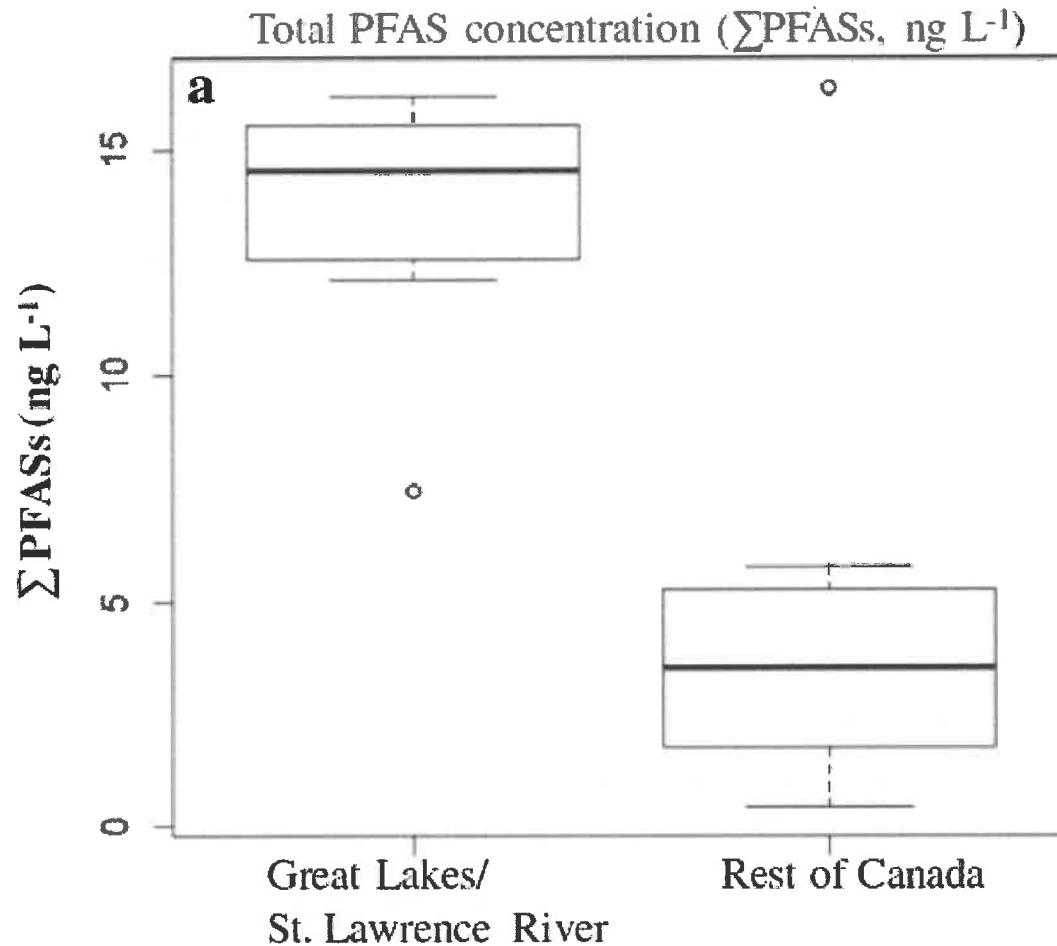 Total PFAS concentration (∑PFASs, ng L⁻¹)
a
15
10
5
0
∑PFASs (ng L⁻¹)
Great Lakes/
St. Lawrence River
Rest of Canada